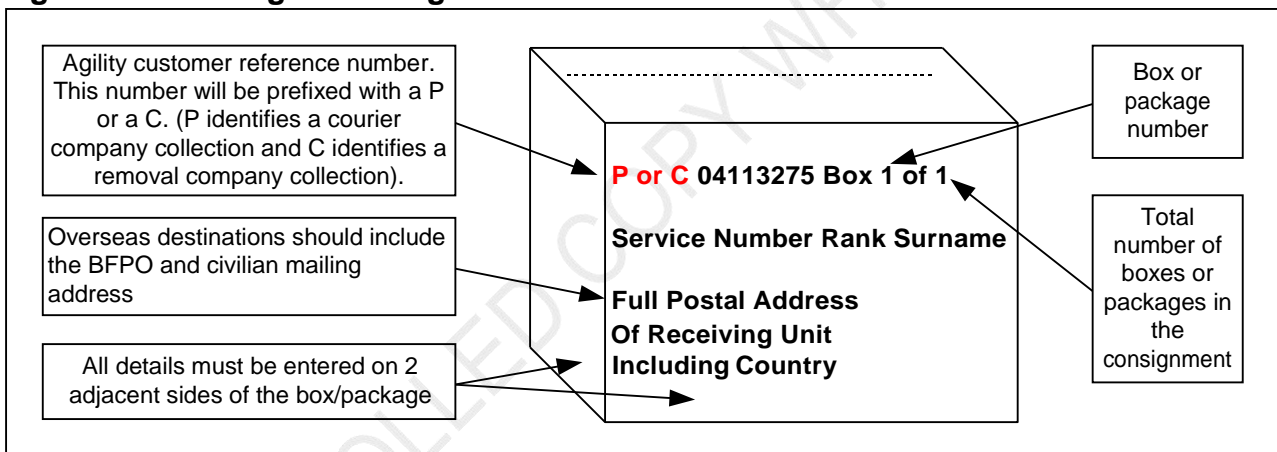 Agility customer reference number.
This number will be prefixed with a P
or a C. (P identifies a courier
company collection and C identifies a
removal company collection).
Overseas destinations should include
the BFPO and civilian mailing
address
All details must be entered on 2
adjacent sides of the box/package
P or C 04113275 Box 1 of 1
Service Number Rank Surname
Full Postal Address
Of Receiving Unit
Including Country
Box or
package
number
Total
number of
boxes or
packages in
the
consignment
COPY